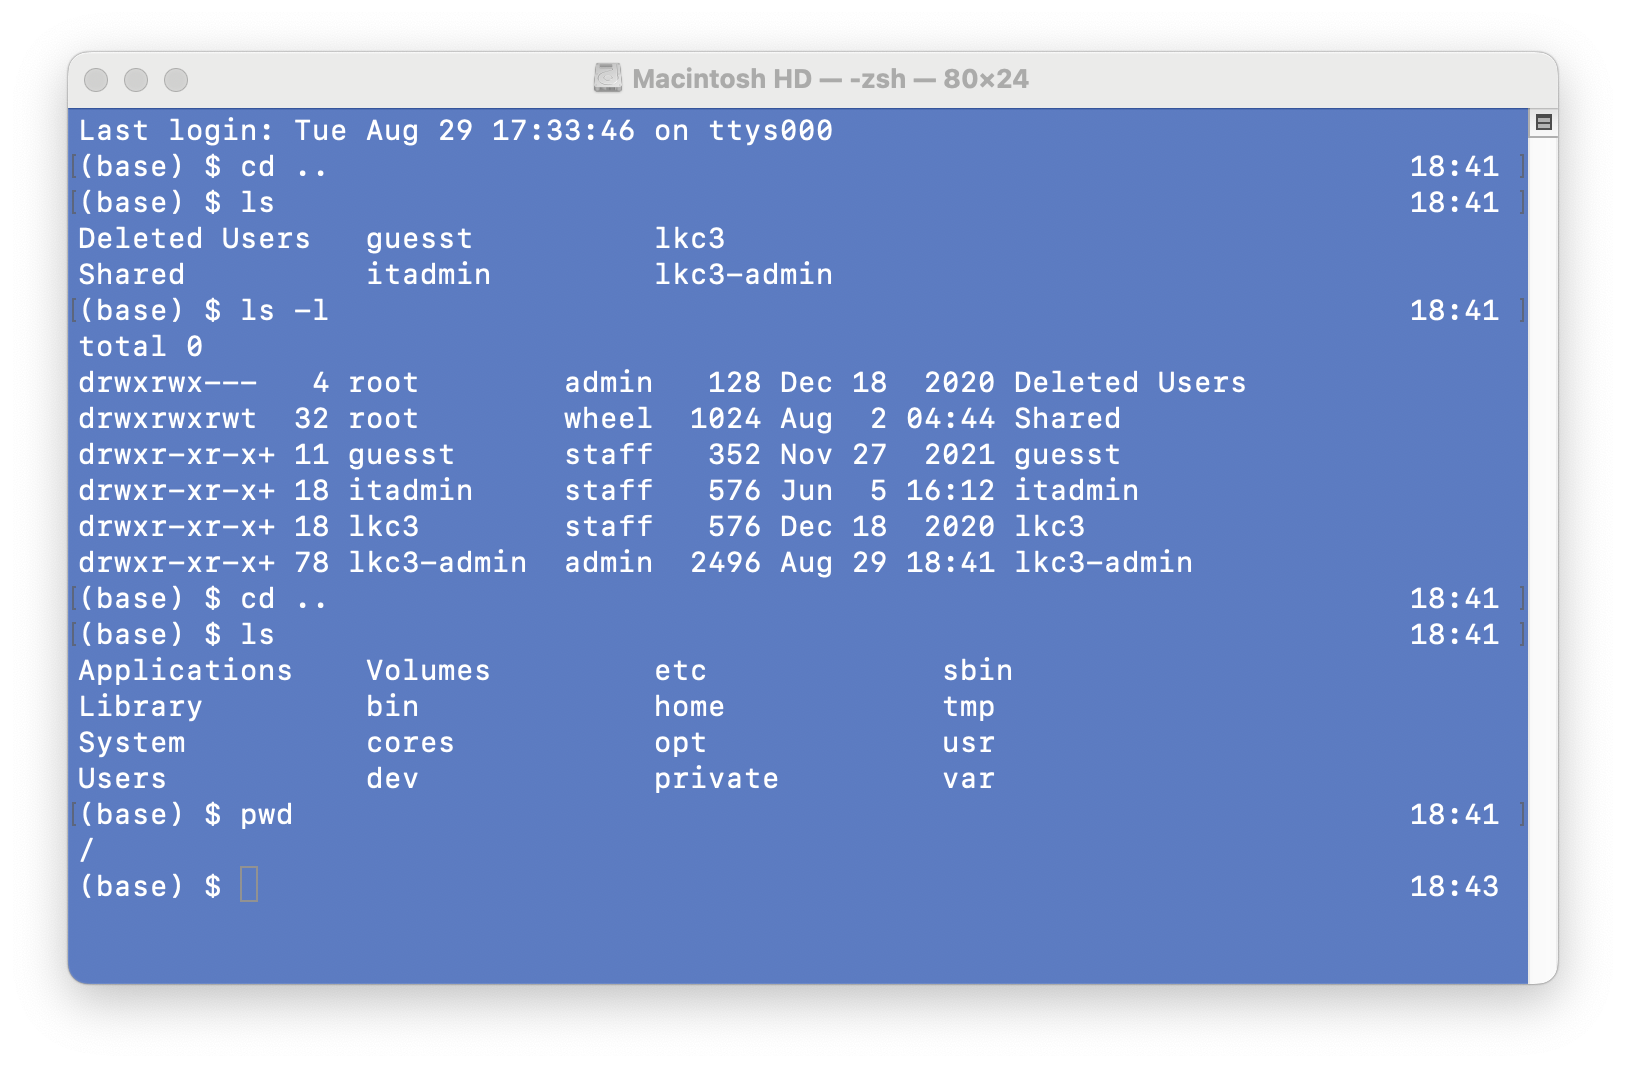 Macintosh HD — -zsh — 80×24
Last login: Tue Aug 29 17:33:46 on ttys000
[(base) $ cd ..                                                           18:41 ]
[(base) $ ls                                                              18:41 ]
Deleted Users   guesst          lkc3
Shared          itadmin         lkc3-admin
[(base) $ ls -l                                                           18:41 ]
total 0
drwxrwx---   4 root        admin   128 Dec 18  2020 Deleted Users
drwxrwxrwt  32 root        wheel  1024 Aug  2 04:44 Shared
drwxr-xr-x+ 11 guesst      staff   352 Nov 27  2021 guesst
drwxr-xr-x+ 18 itadmin     staff   576 Jun  5 16:12 itadmin
drwxr-xr-x+ 18 lkc3        staff   576 Dec 18  2020 lkc3
drwxr-xr-x+ 78 lkc3-admin  admin  2496 Aug 29 18:41 lkc3-admin
[(base) $ cd ..                                                           18:41 ]
[(base) $ ls                                                              18:41 ]
Applications    Volumes         etc             sbin
Library         bin             home            tmp
System          cores           opt             usr
Users           dev             private         var
[(base) $ pwd                                                             18:41 ]
/
(base) $                                                                  18:43